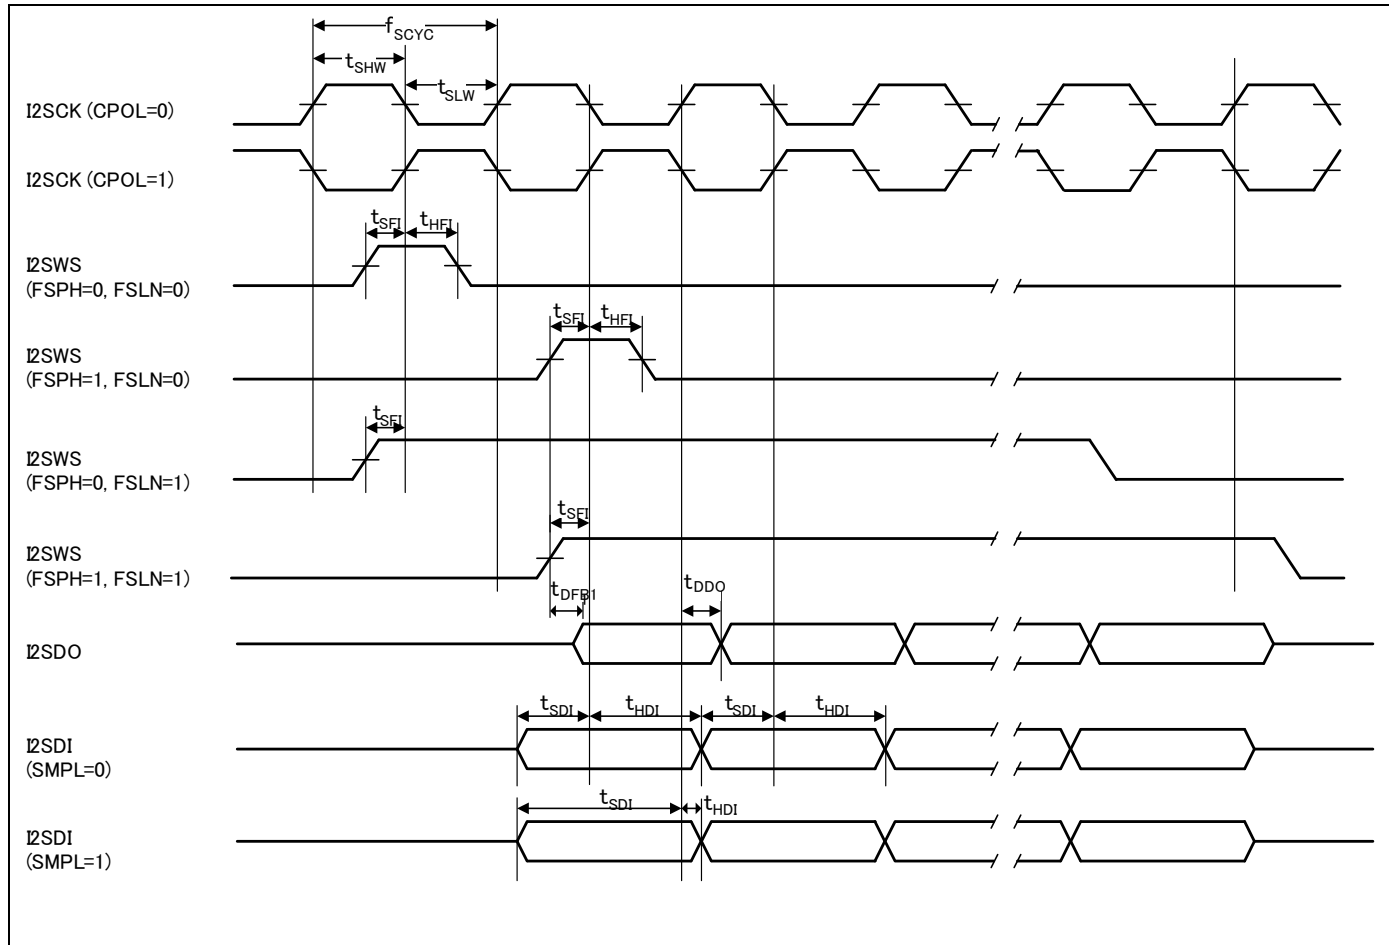 fSCYC
tSHW
tSLW
I2SCK (CPOL=0)
I2SCK (CPOL=1)
tSFI tHFI
I2SWS
(FSPH=0, FSLN=0)
tSFI tHFI
I2SWS
(FSPH=1, FSLN=0)
tSFI
I2SWS
(FSPH=0, FSLN=1)
tSFI
I2SWS
(FSPH=1, FSLN=1)
tDFB1 tDDO
I2SDO
tSDI tHDI tSDI tHDI
I2SDI
(SMPL=0)
tSDI tHDI
I2SDI
(SMPL=1)